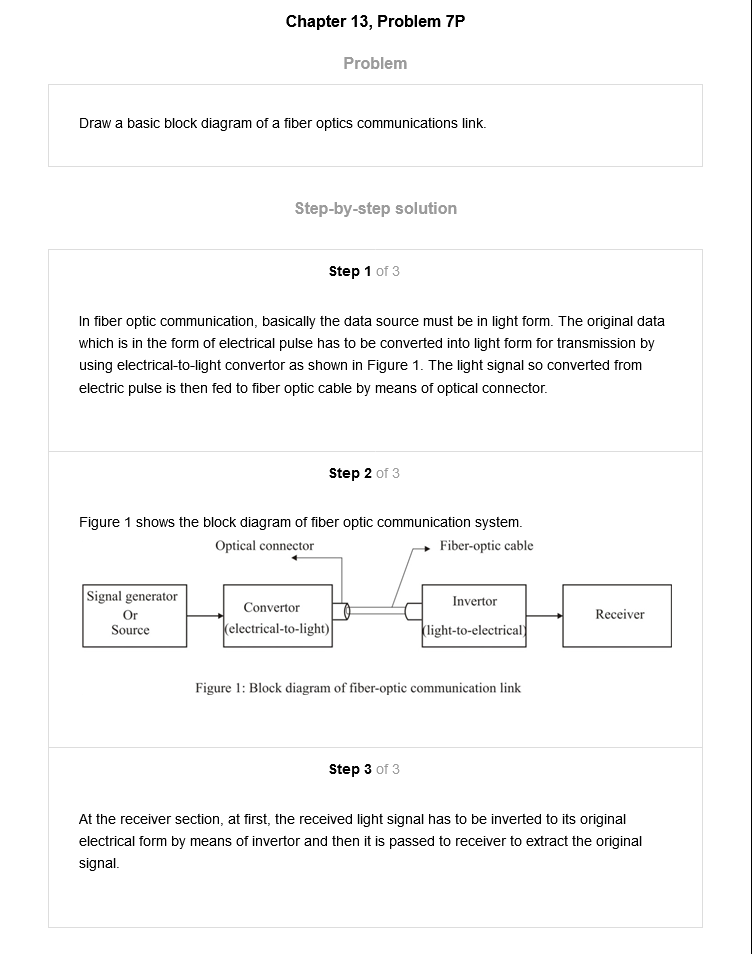 Chapter 13, Problem 7P
Problem
Draw a basic block diagram of a fiber optics communications link.
Step-by-step solution
Step 1 of 3
In fiber optic communication, basically the data source must be in light form. The original data
which is in the form of electrical pulse has to be converted into light form for transmission by
using electrical-to-light convertor as shown in Figure 1. The light signal so converted from
electric pulse is then fed to fiber optic cable by means of optical connector.
Step 2 of 3
Figure 1 shows the block diagram of fiber optic communication system.
Optical connector
Fiber-optic cable
Signal generator
Or
Source
Convertor
(electrical-to-light)
Invertor
(light-to-electrical)
Receiver
Figure 1: Block diagram of fiber-optic communication link
Step 3 of 3
At the receiver section, at first, the received light signal has to be inverted to its original
electrical form by means of invertor and then it is passed to receiver to extract the original
signal.